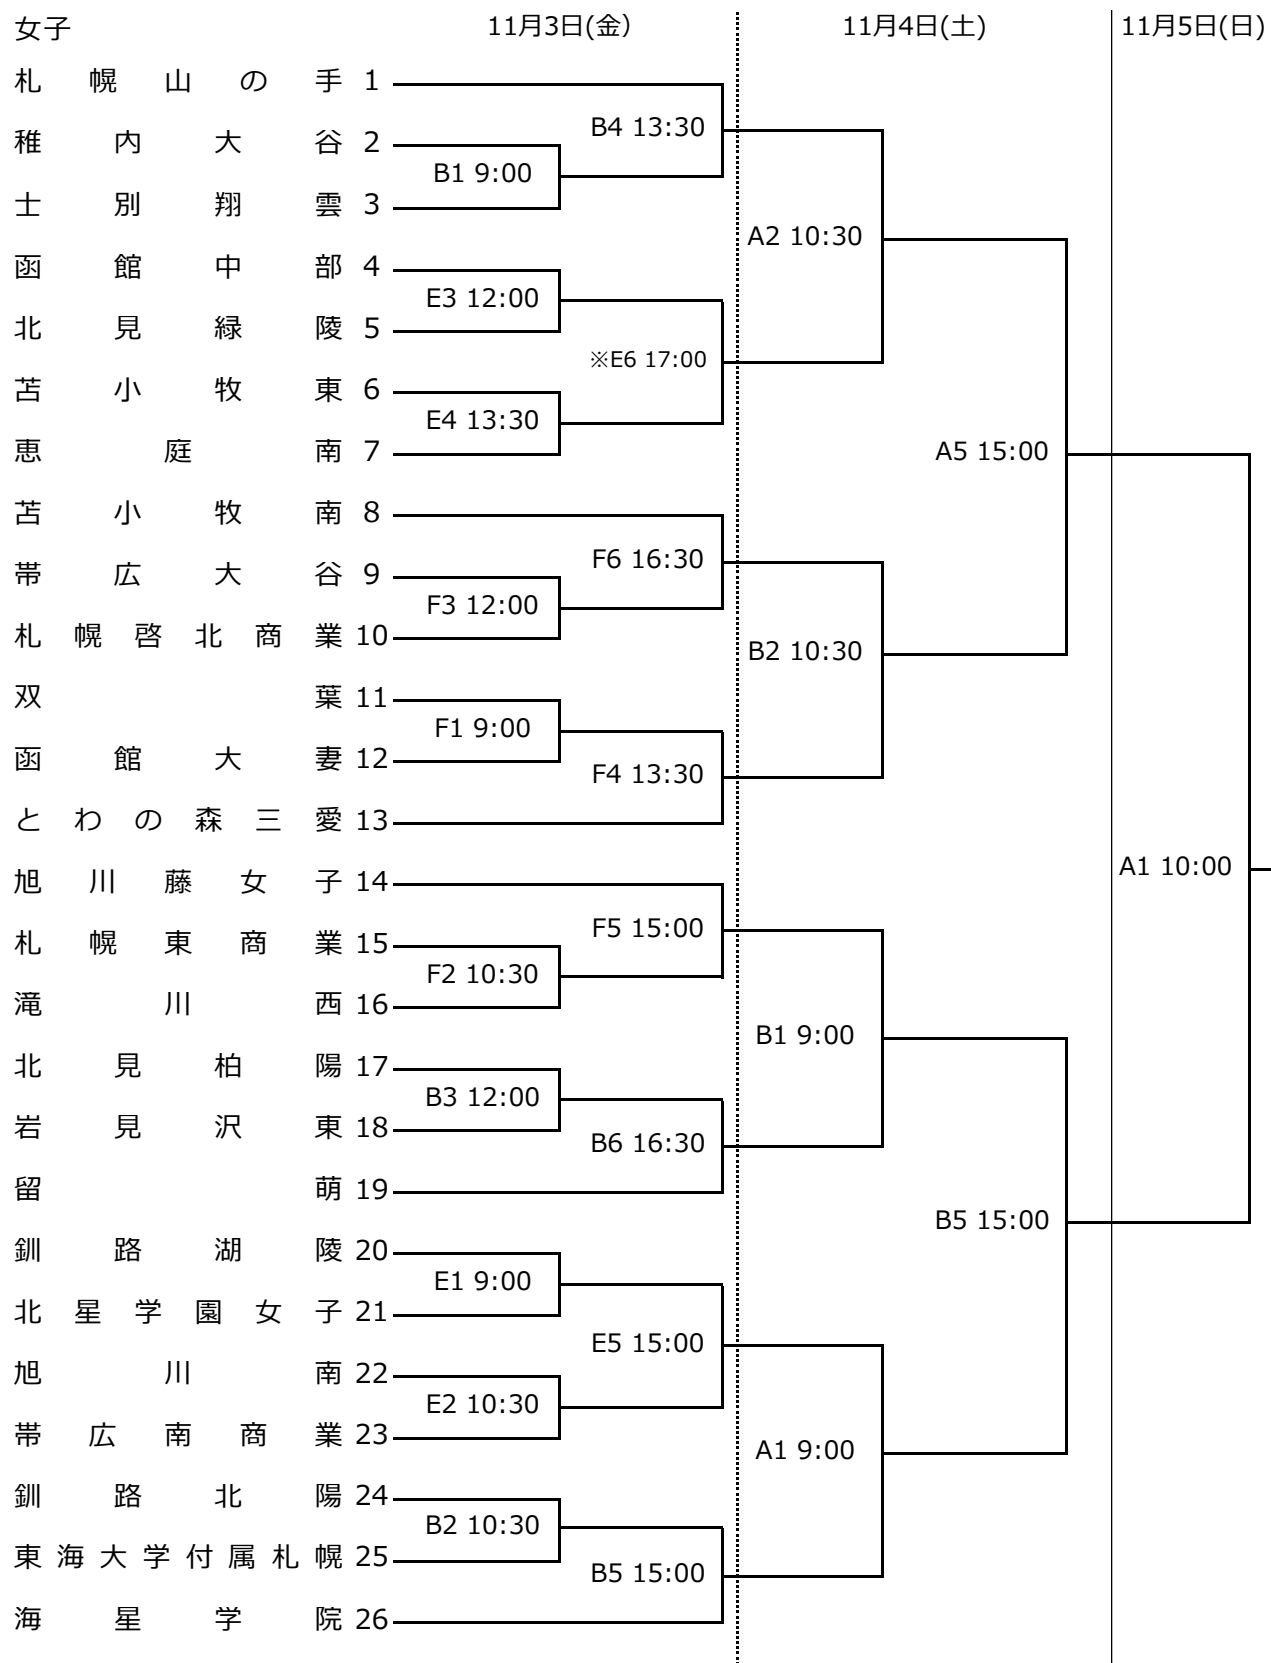 女子 11月3日(金) 11月4日(土) 11月5日(日)
札幌山の手 1
B4 13:30
稚内大谷 2
B1 9:00
士別翔雲 3
A2 10:30
函館中部 4
E3 12:00
北見緑陵 5
※E6 17:00
苫小牧東 6
E4 13:30
恵庭南 7
A5 15:00
苫小牧南 8
F6 16:30
帯広大谷 9
F3 12:00
札幌啓北商業 10
B2 10:30
双葉 11
F1 9:00
函館大妻 12
F4 13:30
とわの森三愛 13
A1 10:00
旭川藤女子 14
F5 15:00
札幌東商業 15
F2 10:30
滝川西 16
B1 9:00
北見柏陽 17
B3 12:00
岩見沢東 18
B6 16:30
留萌 19
B5 15:00
釧路湖陵 20
E1 9:00
北星学園女子 21
E5 15:00
旭川南 22
E2 10:30
帯広南商業 23
A1 9:00
釧路北陽 24
B2 10:30
東海大学付属札幌 25
B5 15:00
海星学院 26